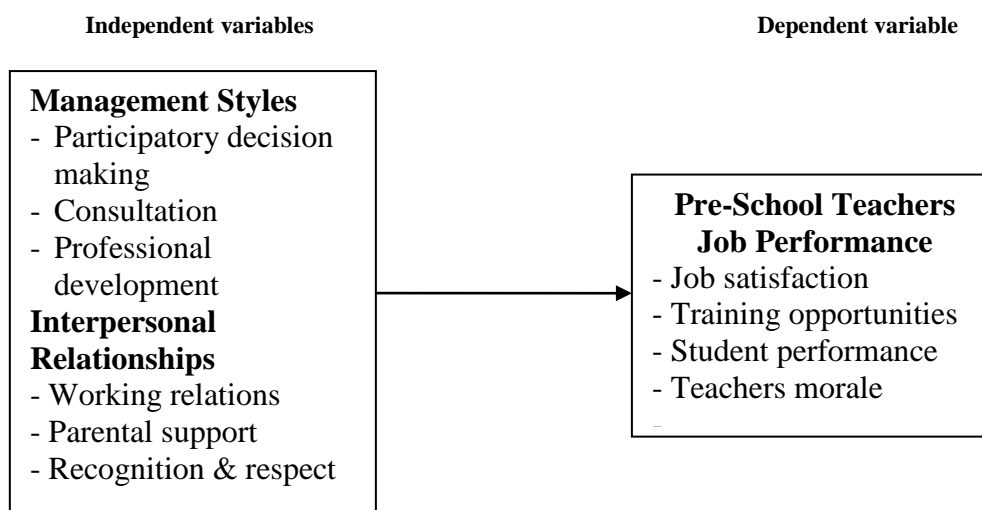 Independent variables
Dependent variable
Management Styles
- Participatory decision
making
- Consultation
- Professional
development
Interpersonal
Relationships
- Working relations
- Parental support
- Recognition & respect
Pre-School Teachers
Job Performance
- Job satisfaction
- Training opportunities
- Student performance
- Teachers morale
-